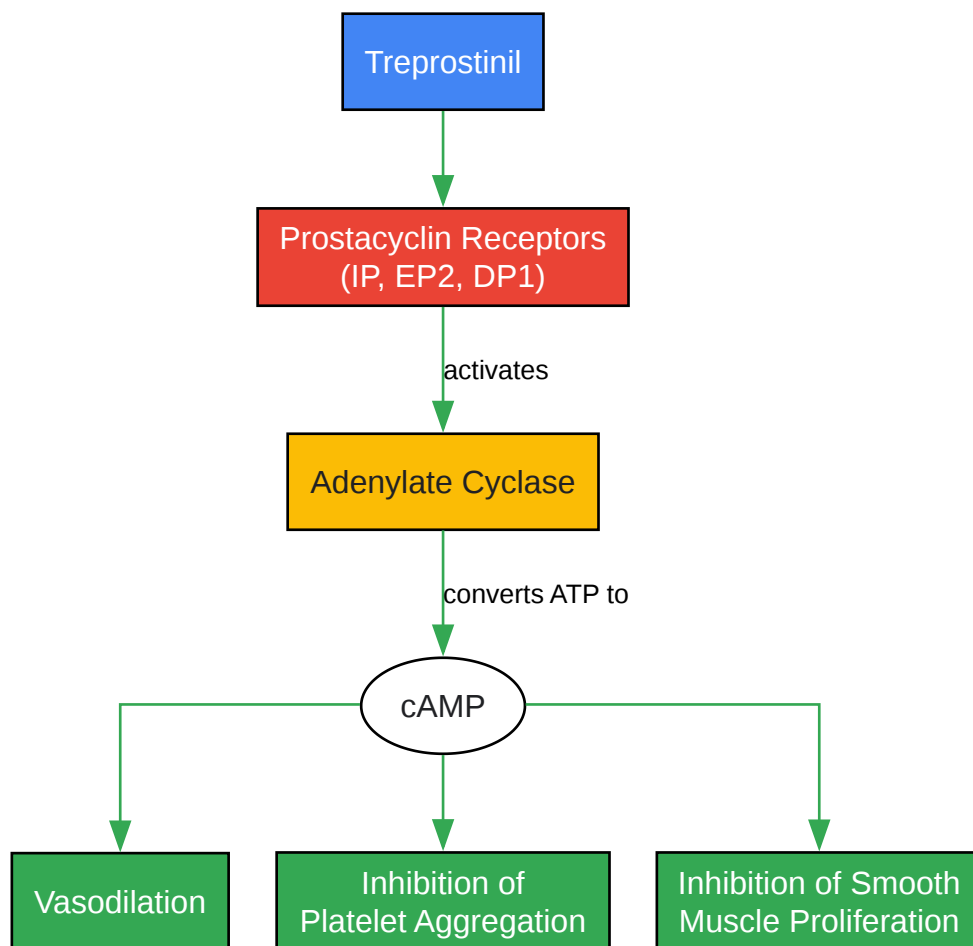 Treprostinil
Prostacyclin Receptors
(IP, EP2, DP1)
activates
Adenylate Cyclase
converts ATP to
cAMP
Vasodilation
Inhibition of
Platelet Aggregation
Inhibition of Smooth
Muscle Proliferation